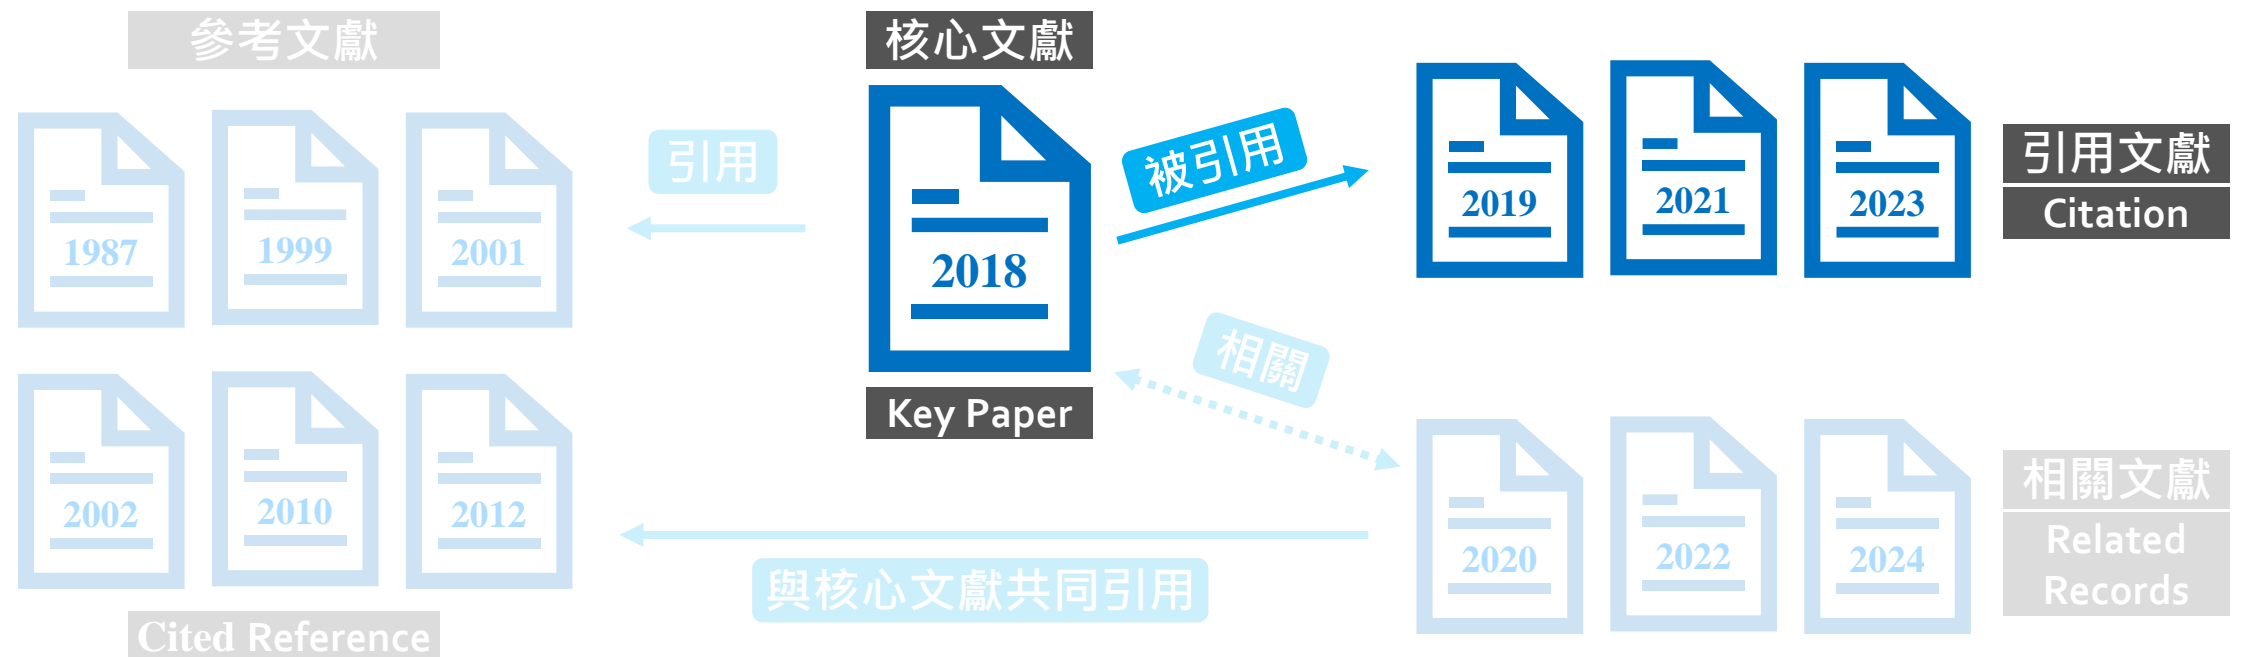 參考文獻
1987
1999
2001
2002
2010
2012
Cited Reference
引用
核心文獻
2018
Key Paper
被引用
2019
2021
2023
引用文獻
Citation
相關
2020
2022
2024
相關文獻
Related
Records
與核心文獻共同引用